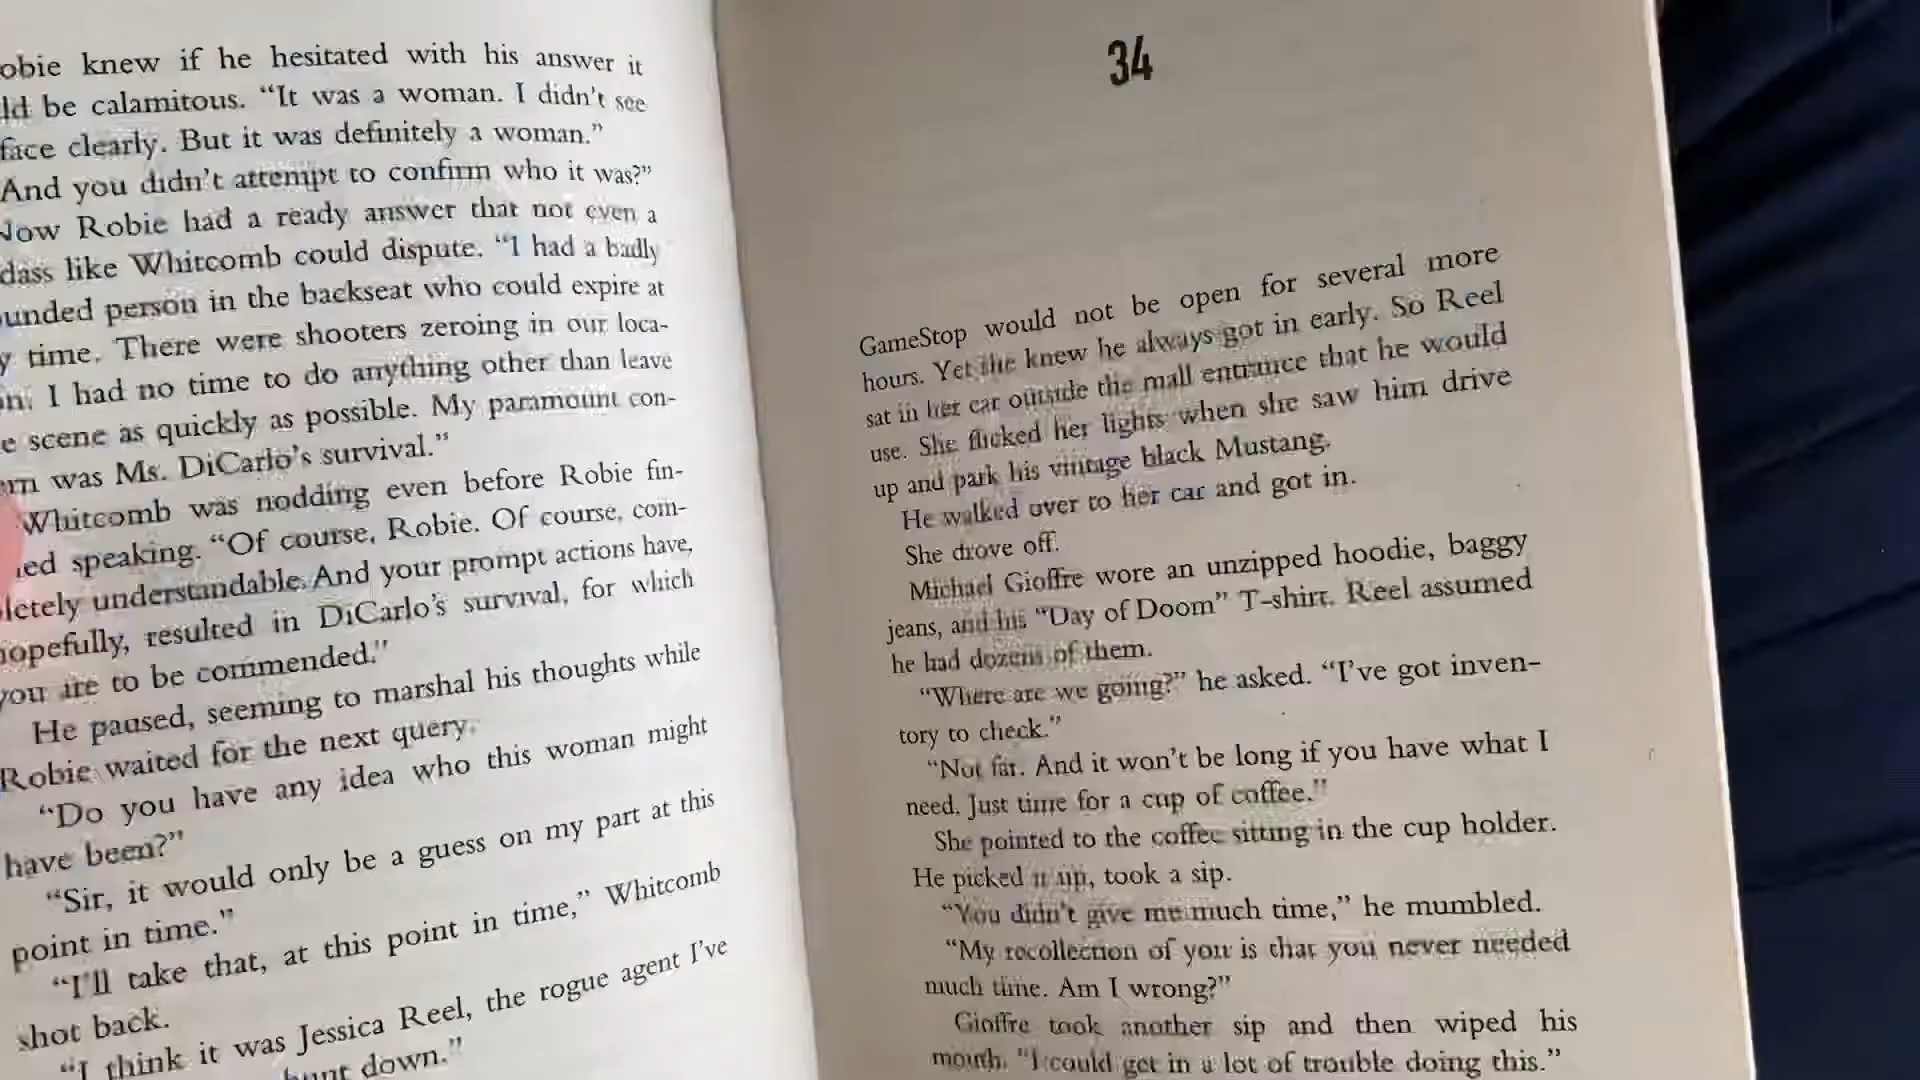 obie knew if he hesitated with his answer it
ld be calamitous. “It was a woman. I didn’t see
face clearly. But it was definitely a woman.”
And you didn’t attempt to confirm who it was?”
Now Robie had a ready answer that not even a
dass like Whitcomb could dispute. “I had a badly
unded person in the backseat who could expire at
y time. There were shooters zeroing in our loca-
n. I had no time to do anything other than leave
e scene as quickly as possible. My paramount con-
rn was Ms. DiCarlo’s survival.”
Whitcomb was nodding even before Robie fin-
ied speaking. “Of course, Robie. Of course, com-
letely understandable. And your prompt actions have,
hopefully, resulted in DiCarlo’s survival, for which
you are to be commended.”
He paused, seeming to marshal his thoughts while
Robie waited for the next query.
“Do you have any idea who this woman might
have been?”
“Sir, it would only be a guess on my part at this
point in time.”
“I’ll take that, at this point in time,” Whitcomb
shot back.
“I think it was Jessica Reel, the rogue agent I’ve
hunt down.”
34
GameStop would not be open for several more
hours. Yet she knew he always got in early. So Reel
sat in her car outside the mall entrance that he would
use. She flicked her lights when she saw him drive
up and park his vintage black Mustang.
He walked over to her car and got in.
She drove off.
Michael Gioffre wore an unzipped hoodie, baggy
jeans, and his “Day of Doom” T-shirt. Reel assumed
he had dozens of them.
“Where are we going?” he asked. “I’ve got inven-
tory to check.”
“Not far. And it won’t be long if you have what I
need. Just time for a cup of coffee.”
She pointed to the coffee sitting in the cup holder.
He picked it up, took a sip.
“You didn’t give me much time,” he mumbled.
“My recollection of you is that you never needed
much time. Am I wrong?”
Gioffre took another sip and then wiped his
mouth. “I could get in a lot of trouble doing this.”